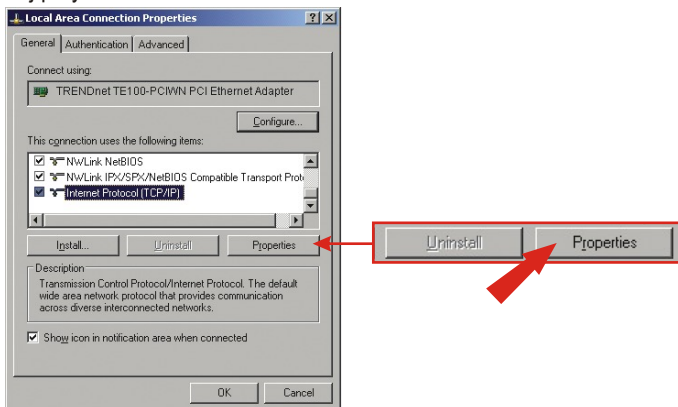 Local Area Connection Properties
General Authentication Advanced
Connect using:
TRENDnet TE100-PCIWN PCI Ethernet Adapter
Configure...
This connection uses the following items:
NWLink NetBIOS
NWLink IPX/SPX/NetBIOS Compatible Transport Proto
Internet Protocol (TCP/IP)
Install... Uninstall Properties
Uninstall Properties
Description
Transmission Control Protocol/Internet Protocol. The default
wide area network protocol that provides communication
across diverse interconnected networks.
Show icon in notification area when connected
OK Cancel